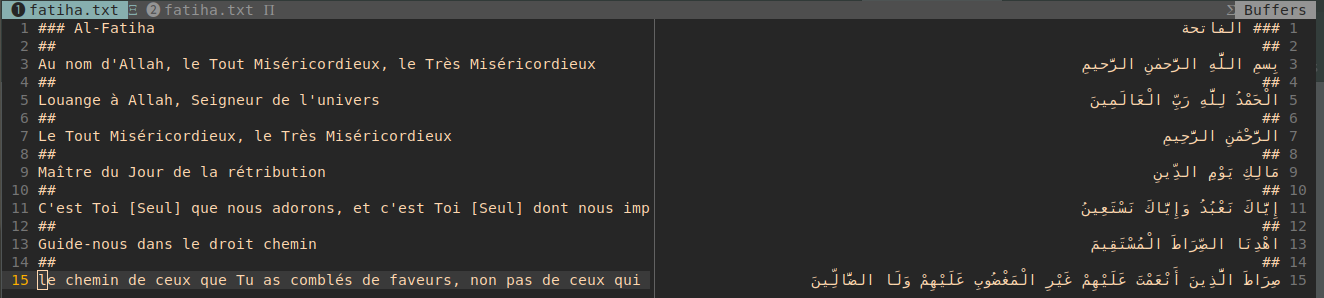 ❶ fatiha.txt Ξ ❷ fatiha.txt Π Ξ Buffers
1 ### Al-Fatiha
2 ##
3 Au nom d'Allah, le Tout Miséricordieux, le Très Miséricordieux
4 ##
5 Louange à Allah, Seigneur de l'univers
6 ##
7 Le Tout Miséricordieux, le Très Miséricordieux
8 ##
9 Maître du Jour de la rétribution
10 ##
11 C'est Toi [Seul] que nous adorons, et c'est Toi [Seul] dont nous imp
12 ##
13 Guide-nous dans le droit chemin
14 ##
15 le chemin de ceux que Tu as comblés de faveurs, non pas de ceux qui
1 ### الفاتحة
2 ##
3 بِسمِ اللَّهِ الرَّحمٰنِ الرَّحيمِ
4 ##
5 الْحَمْدُ لِلَّهِ رَبِّ الْعَالَمِينَ
6 ##
7 الرَّحْمَٰنِ الرَّحِيمِ
8 ##
9 مَالِكِ يَوْمِ الدِّينِ
10 ##
11 إِيَّاكَ نَعْبُدُ وَإِيَّاكَ نَسْتَعِينُ
12 ##
13 اهْدِنَا الصِّرَاطَ الْمُسْتَقِيمَ
14 ##
15 صِرَاطَ الَّذِينَ أَنْعَمْتَ عَلَيْهِمْ غَيْرِ الْمَغْضُوبِ عَلَيْهِمْ وَلَا الضَّالِّينَ